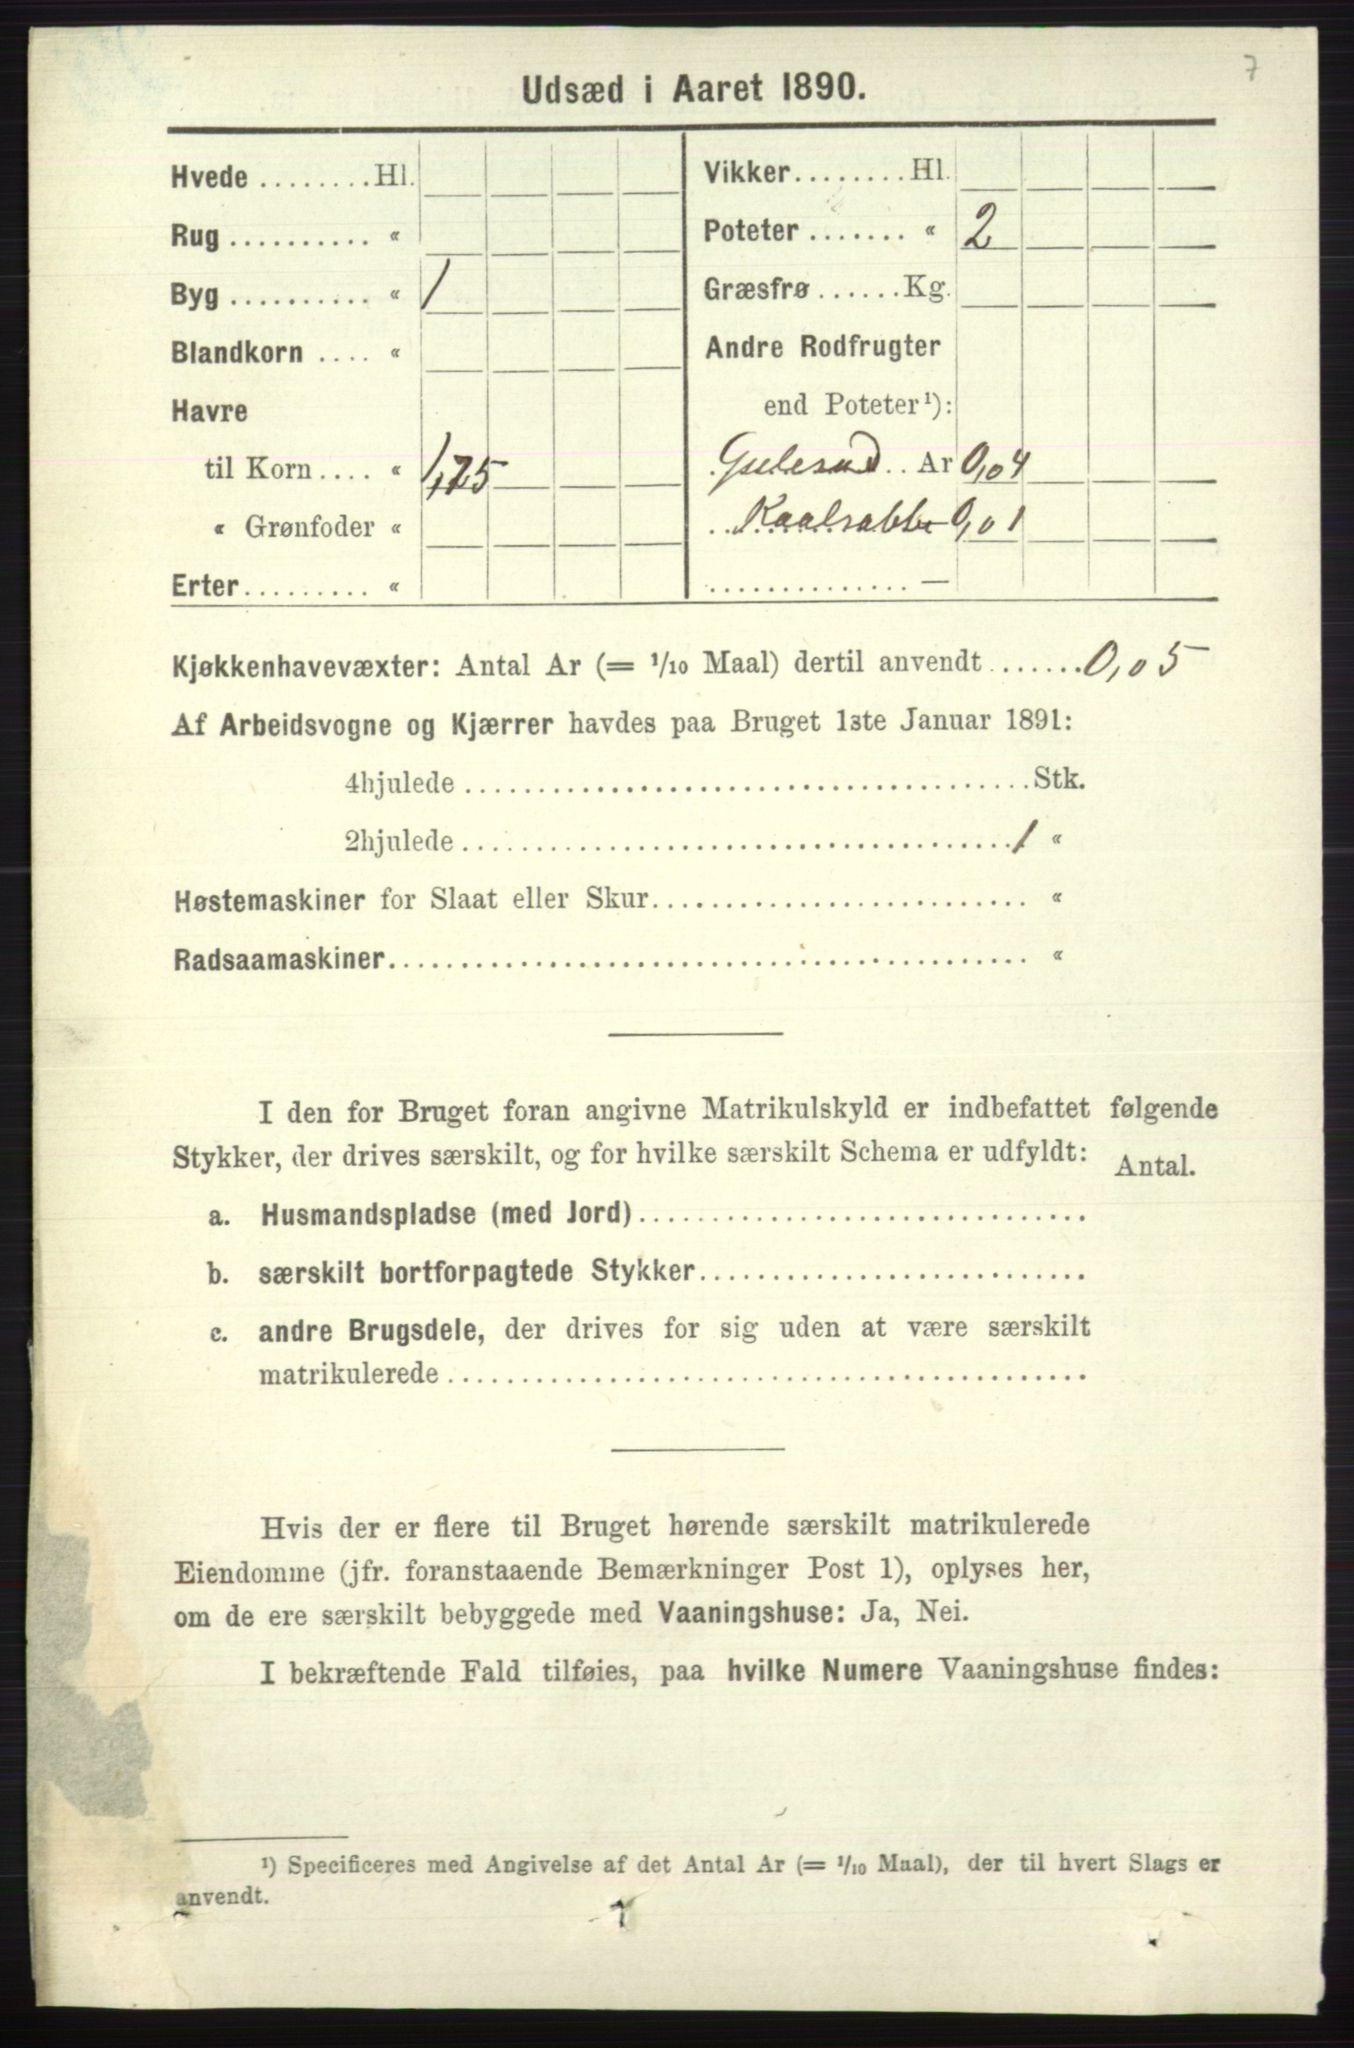 7
Udsæd i Aaret 1890.
Hvede ........ Hl.
Rug .......... «
Byg .......... « 1
Blandkorn .... «
Havre
til Korn .... « 1,75
« Grønfoder «
Erter ......... «
Vikker ........ Hl.
Poteter ....... « 2
Græsfrø ...... Kg.
Andre Rodfrugter
end Poteter ¹):
Gulerod .. Ar 0,04
Kaalrabbi 0,01
............... —
Kjøkkenhavevæxter: Antal Ar (= 1/10 Maal) dertil anvendt ....... 0,05
Af Arbeidsvogne og Kjærrer havdes paa Bruget 1ste Januar 1891:
4hjulede ........................................ Stk.
2hjulede ........................................ 1 «
Høstemaskiner for Slaat eller Skur ............................ «
Radsaamaskiner ............................................. «
I den for Bruget foran angivne Matrikulskyld er indbefattet følgende
Stykker, der drives særskilt, og for hvilke særskilt Schema er udfyldt: Antal.
a. Husmandspladse (med Jord) ................................
b. særskilt bortforpagtede Stykker ............................
c. andre Brugsdele, der drives for sig uden at være særskilt
matrikulerede ..............................................
Hvis der er flere til Bruget hørende særskilt matrikulerede
Eiendomme (jfr. foranstaaende Bemærkninger Post 1), oplyses her,
om de ere særskilt bebyggede med Vaaningshuse: Ja, Nei.
I bekræftende Fald tilføies, paa hvilke Numere Vaaningshuse findes:
¹) Specificeres med Angivelse af det Antal Ar (= 1/10 Maal), der til hvert Slags er
anvendt.